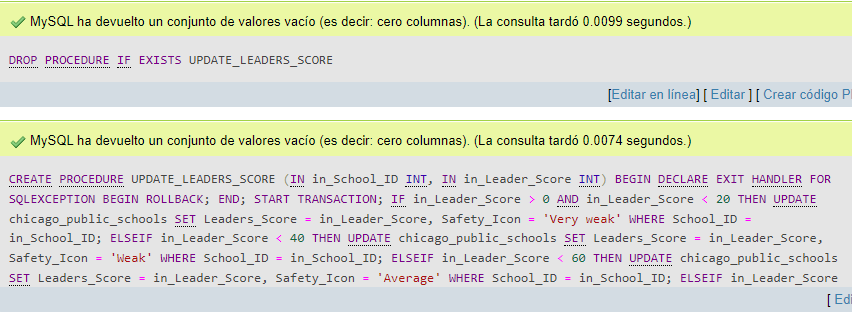 MySQL ha devuelto un conjunto de valores vacío (es decir: cero columnas). (La consulta tardó 0.0099 segundos.)
DROP PROCEDURE IF EXISTS UPDATE_LEADERS_SCORE
[Editar en línea] [ Editar ] [ Crear código
MySQL ha devuelto un conjunto de valores vacío (es decir: cero columnas). (La consulta tardó 0.0074 segundos.)
CREATE PROCEDURE UPDATE_LEADERS_SCORE (IN in_School_ID INT, IN in_Leader_Score INT) BEGIN DECLARE EXIT HANDLER FOR
SQLEXCEPTION BEGIN ROLLBACK; END; START TRANSACTION; IF in_Leader_Score > 0 AND in_Leader_Score < 20 THEN UPDATE
chicago_public_schools SET Leaders_Score = in_Leader_Score, Safety_Icon = 'Very weak' WHERE School_ID =
in_School_ID; ELSEIF in_Leader_Score < 40 THEN UPDATE chicago_public_schools SET Leaders_Score = in_Leader_Score,
Safety_Icon = 'Weak' WHERE School_ID = in_School_ID; ELSEIF in_Leader_Score < 60 THEN UPDATE chicago_public_schools
SET Leaders_Score = in_Leader_Score, Safety_Icon = 'Average' WHERE School_ID = in_School_ID; ELSEIF in_Leader_Score
[